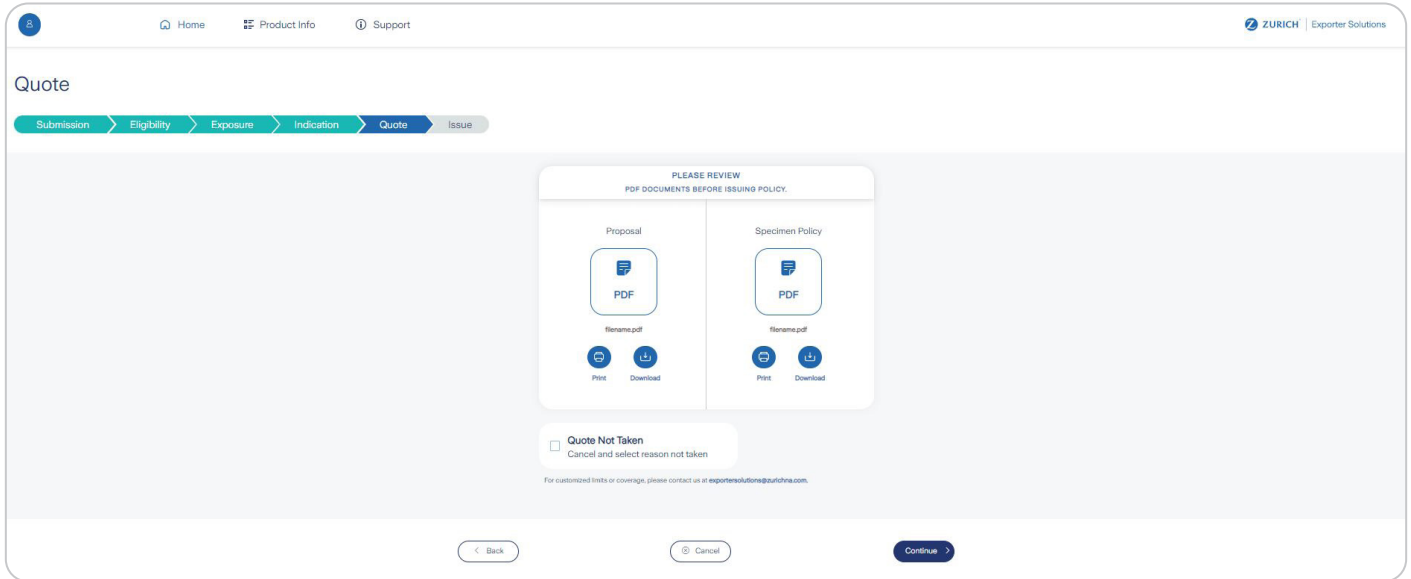 Home Product Info Support ZURICH Exporter Solutions
Quote
Submission Eligibility Exposure Indication Quote Issue
PLEASE REVIEW
PDF DOCUMENTS BEFORE ISSUING POLICY.
Proposal Specimen Policy
PDF PDF
filename.pdf filename.pdf
Print Download Print Download
Quote Not Taken
Cancel and select reason not taken
For customized limits or coverage, please contact us at exportersolutions@zurichna.com.
Back Cancel Continue